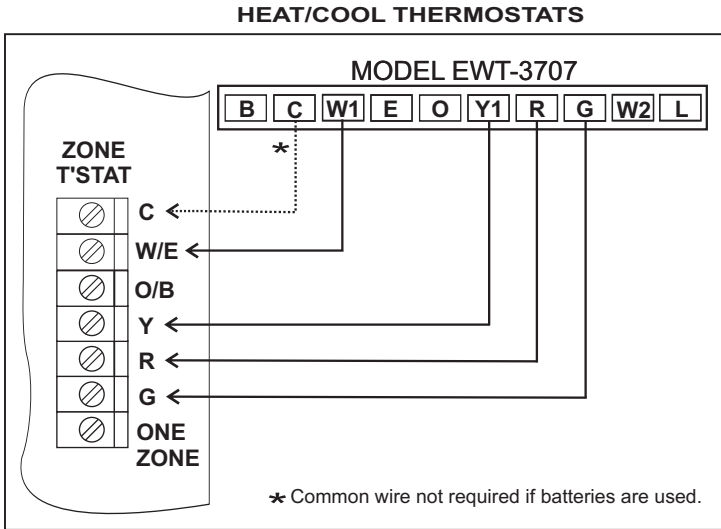 HEAT/COOL THERMOSTATS
MODEL EWT-3707
B C W1 E O Y1 R G W2 L
*
ZONE
T'STAT
C
W/E
O/B
Y
R
G
ONE
ZONE
* Common wire not required if batteries are used.